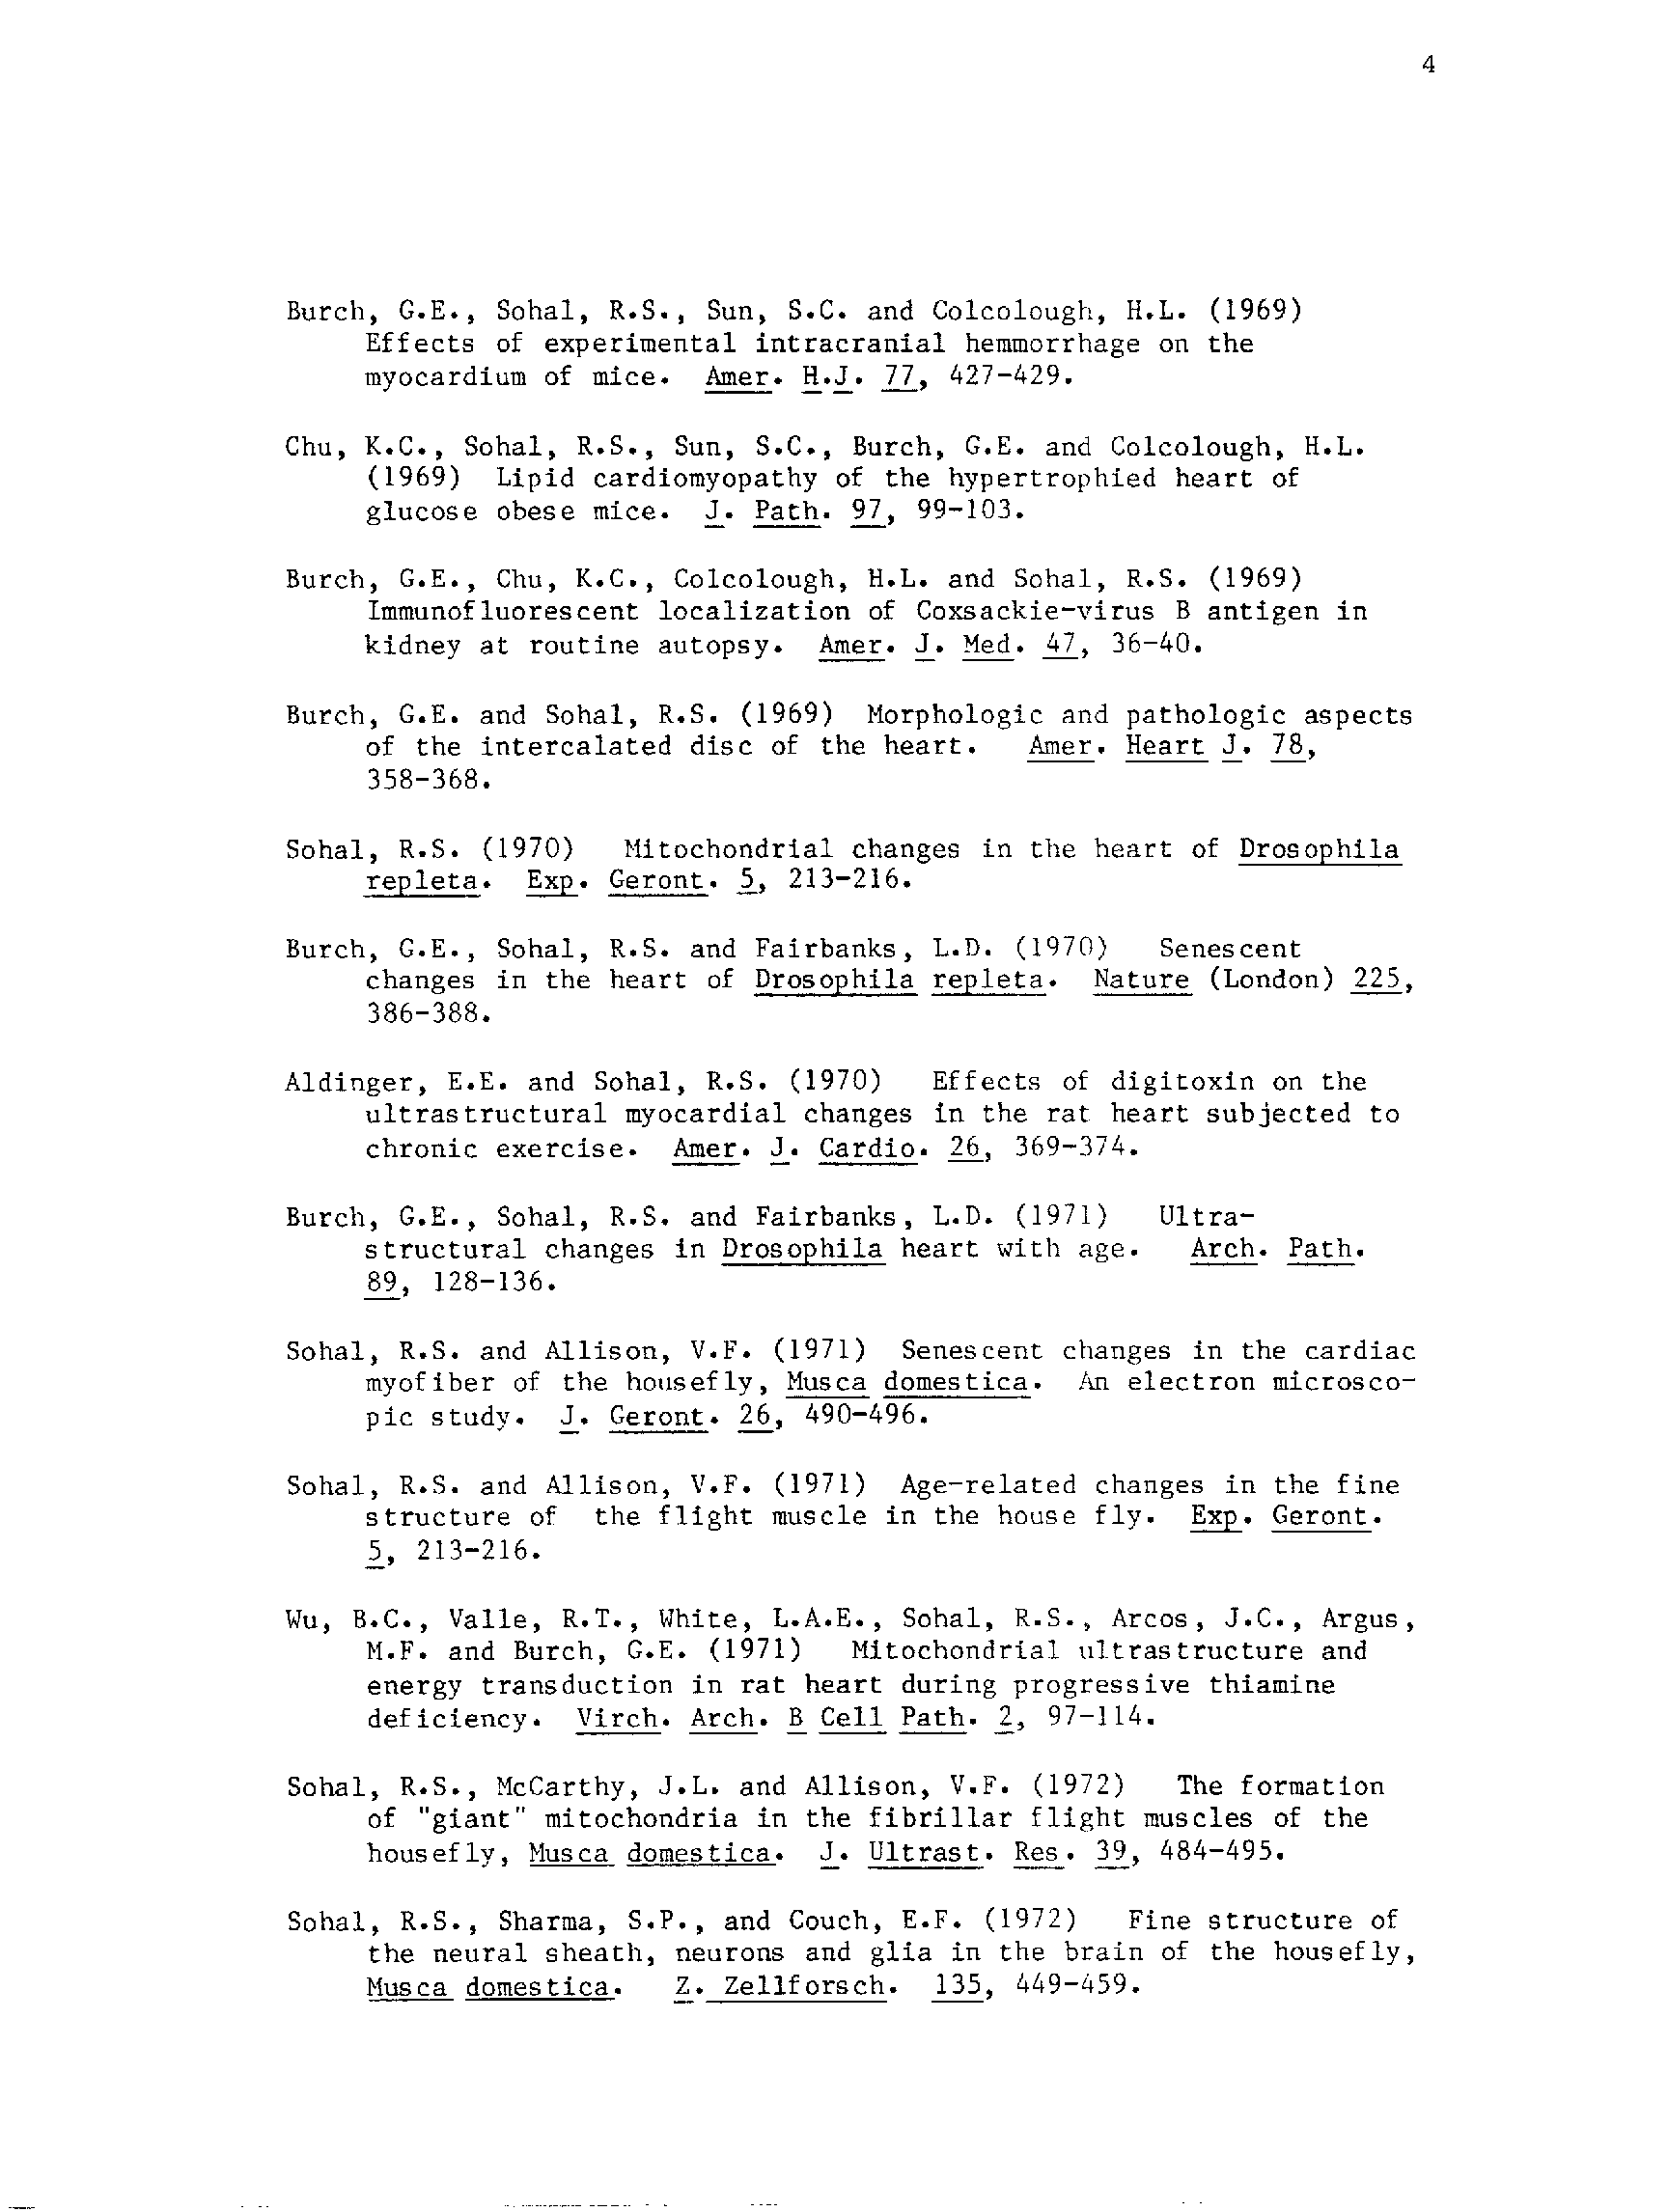 4
Burch, G.E., Sohal, R.S., Sun, S.C. and Colcolough, H.L. (1969)
Effects of experimental intracranial hemmorrhage on the
myocardium of mice. Amer. H.J. 77, 427-429.
Chu, K.C., Sohal, R.S., Sun, S.C., Burch, G.E. and Colcolough, H.L.
(1969) Lipid cardiomyopathy of the hypertrophied heart of
glucose obese mice. J. Path. 97, 99-103.
Burch, G.E., Chu, K.C., Colcolough, H.L. and Sohal, R.S. (1969)
Immunofluorescent localization of Coxsackie-virus B antigen in
kidney at routine autopsy. Amer. J. Med. 47, 36-40.
Burch, G.E. and Sohal, R.S. (1969) Morphologic and pathologic aspects
of the intercalated disc of the heart. Amer. Heart J. 78,
358-368.
Sohal, R.S. (1970) Mitochondrial changes in the heart of Drosophila
repleta. Exp. Geront. 5, 213-216.
Burch, G.E., Sohal, R.S. and Fairbanks, L.D. (1970) Senescent
changes in the heart of Drosophila repleta. Nature (London) 225,
386-388.
Aldinger, E.E. and Sohal, R.S. (1970) Effects of digitoxin on the
ultrastructural myocardial changes in the rat heart subjected to
chronic exercise. Amer. J. Cardio. 26, 369-374.
Burch, G.E., Sohal, R.S. and Fairbanks, L.D. (1971) Ultra-
structural changes in Drosophila heart with age. Arch. Path.
89, 128-136.
Sohal, R.S. and Allison, V.F. (1971) Senescent changes in the cardiac
myofiber of the housefly, Musca domestica. An electron microsco-
pic study. J. Geront. 26, 490-496.
Sohal, R.S. and Allison, V.F. (1971) Age-related changes in the fine
structure of the flight muscle in the house fly. Exp. Geront.
5, 213-216.
Wu, B.C., Valle, R.T., White, L.A.E., Sohal, R.S., Arcos, J.C., Argus,
M.F. and Burch, G.E. (1971) Mitochondrial ultrastructure and
energy transduction in rat heart during progressive thiamine
deficiency. Virch. Arch. B Cell Path. 2, 97-114.
Sohal, R.S., McCarthy, J.L. and Allison, V.F. (1972) The formation
of "giant" mitochondria in the fibrillar flight muscles of the
housefly, Musca domestica. J. Ultrast. Res. 39, 484-495.
Sohal, R.S., Sharma, S.P., and Couch, E.F. (1972) Fine structure of
the neural sheath, neurons and glia in the brain of the housefly,
Musca domestica. Z. Zellforsch. 135, 449-459.